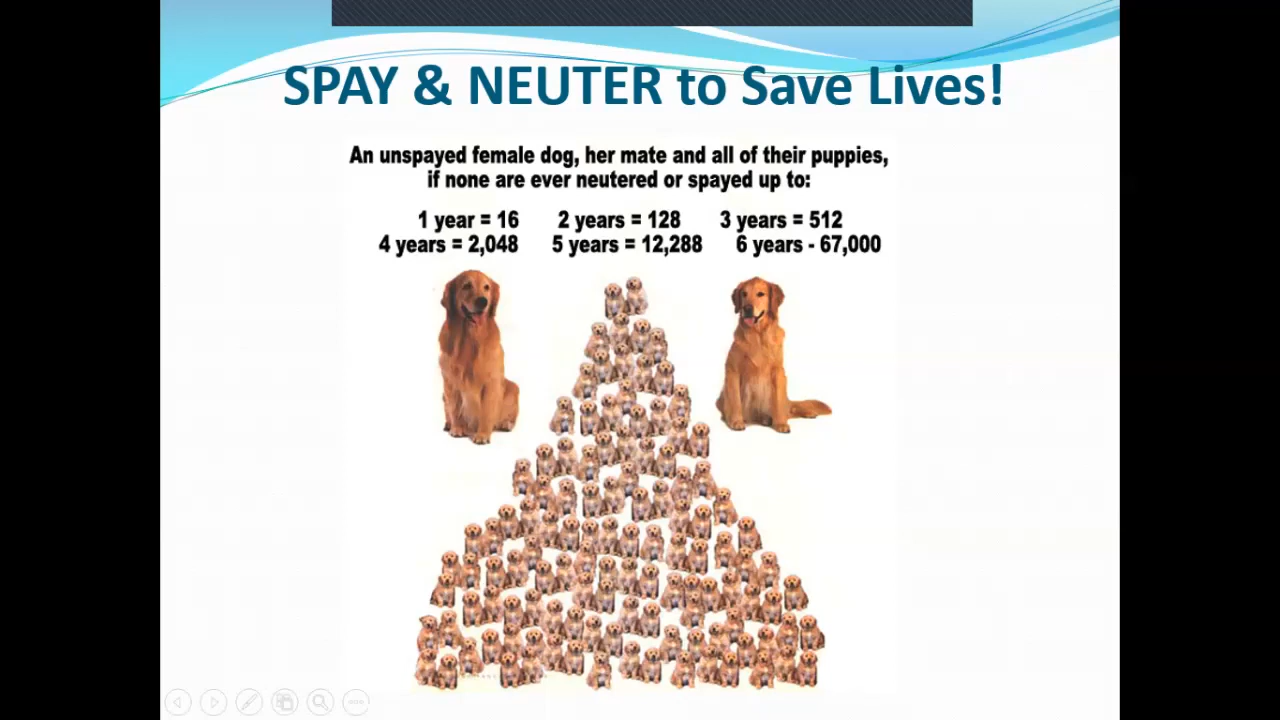 SPAY & NEUTER to Save Lives!
An unspayed female dog, her mate and all of their puppies,
if none are ever neutered or spayed up to:
1 year = 16 2 years = 128 3 years = 512
4 years = 2,048 5 years = 12,288 6 years - 67,000